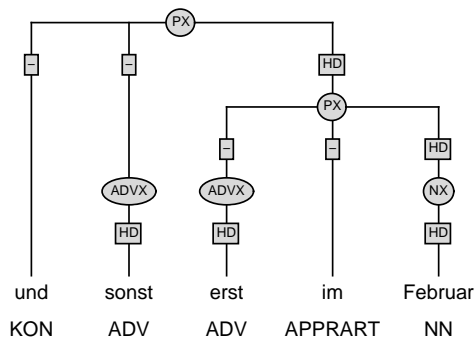 PX
– – HD
PX
– – HD
ADVX ADVX NX
HD HD HD
und sonst erst im Februar
KON ADV ADV APPRART NN